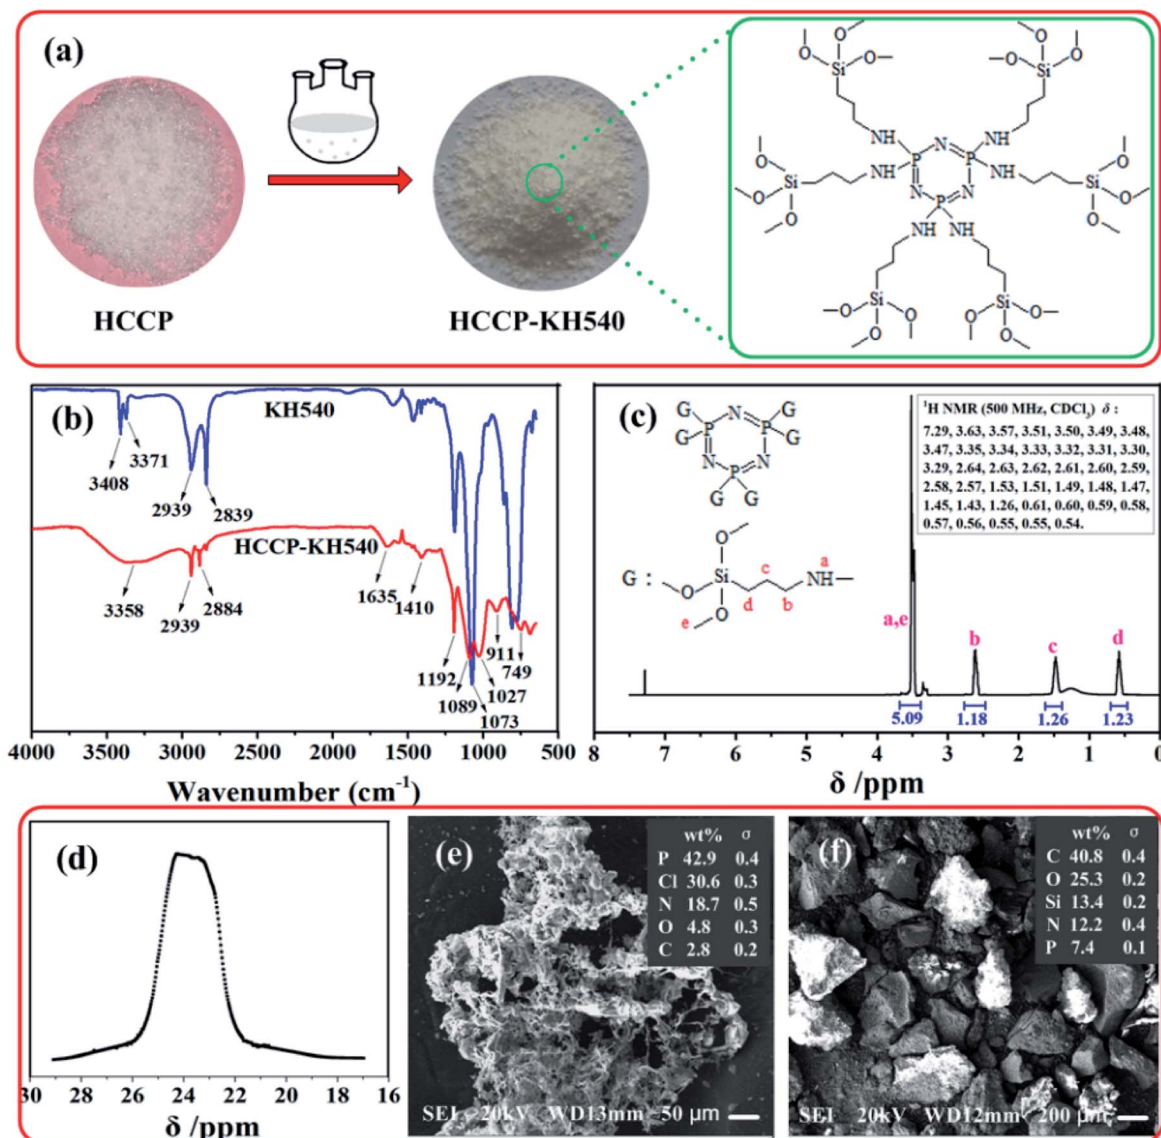 (a)
HCCP
HCCP-KH540
O O
Si
O
NH
O O
Si
O
NH
O
O Si
O
NH
O
Si O
O
NH
N
P P
N N
P
NH NH
O Si O
O
O Si O
O
(b)
KH540
3408
3371
2939
2839
HCCP-KH540
3358
2939
2884
1635
1410
1192
1089
1073
1027
911
749
4000 3500 3000 2500 2000 1500 1000 500
Wavenumber (cm-1)
(c)
G N G
G P P G
N N
P
G G
G :
O
O Si
O
a
NH
c
d
b
e
1H NMR (500 MHz, CDCl3) δ :
7.29, 3.63, 3.57, 3.51, 3.50, 3.49, 3.48,
3.47, 3.35, 3.34, 3.33, 3.32, 3.31, 3.30,
3.29, 2.64, 2.63, 2.62, 2.61, 2.60, 2.59,
2.58, 2.57, 1.53, 1.51, 1.49, 1.48, 1.47,
1.45, 1.43, 1.26, 0.61, 0.60, 0.59, 0.58,
0.57, 0.56, 0.55, 0.55, 0.54.
a,e
b
c
d
5.09 1.18 1.26 1.23
8 7 6 5 4 3 2 1 0
δ /ppm
(d)
30 28 26 24 22 20 18 16
δ /ppm
(e)
wt% σ
P 42.9 0.4
Cl 30.6 0.3
N 18.7 0.5
O 4.8 0.3
C 2.8 0.2
SEI 20kV WD13mm 50 μm
(f)
wt% σ
C 40.8 0.4
O 25.3 0.2
Si 13.4 0.2
N 12.2 0.4
P 7.4 0.1
SEI 20kV WD12mm 200 μm